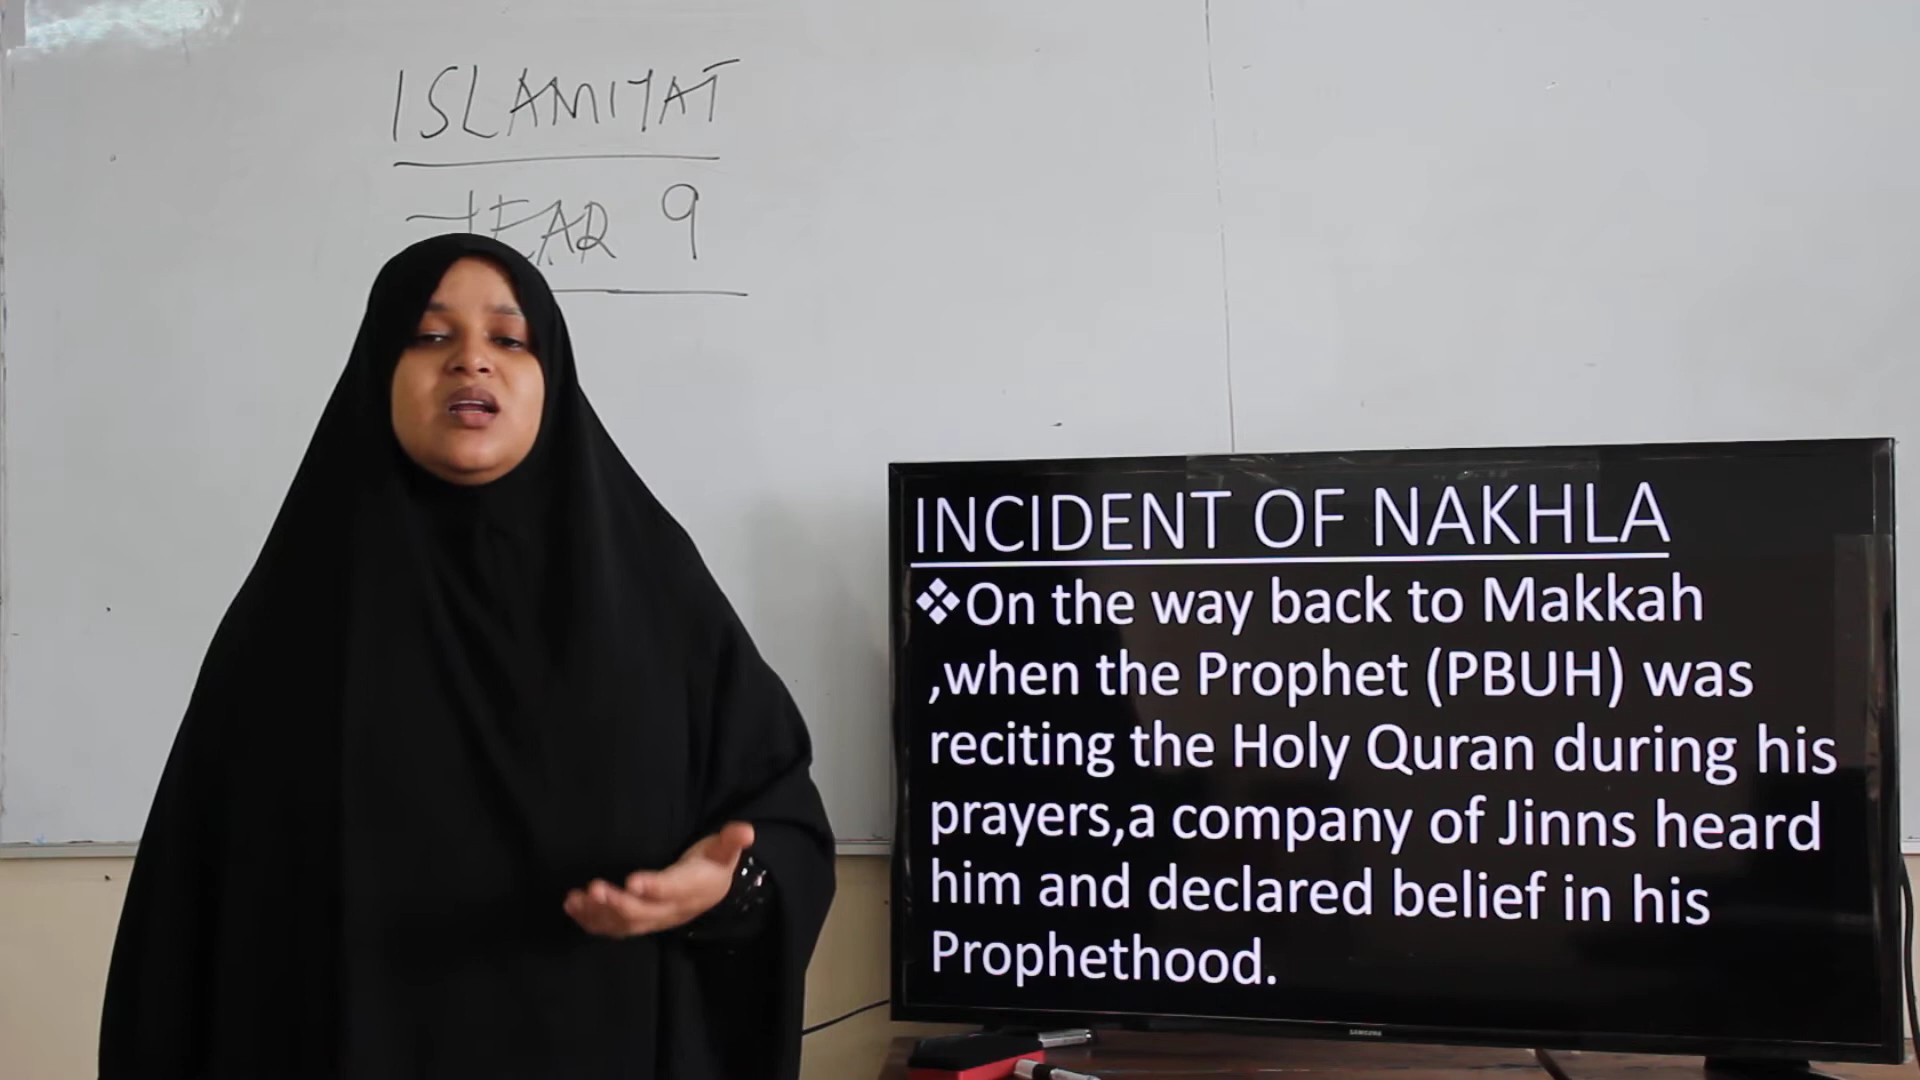 ISLAMIYAT
YEAR 9
INCIDENT OF NAKHLA
❖On the way back to Makkah
,when the Prophet (PBUH) was
reciting the Holy Quran during his
prayers,a company of Jinns heard
him and declared belief in his
Prophethood.
SAMSUNG